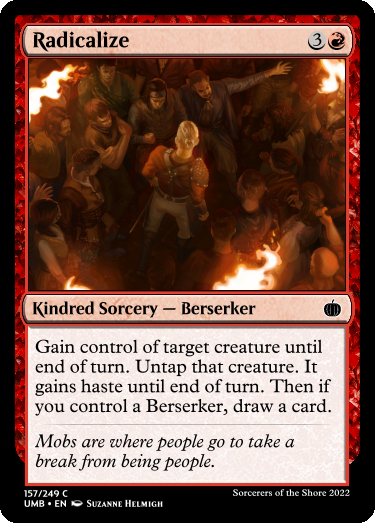 Radicalize 3
Kindred Sorcery — Berserker
Gain control of target creature until
end of turn. Untap that creature. It
gains haste until end of turn. Then if
you control a Berserker, draw a card.
Mobs are where people go to take a
break from being people.
157/249 C
UMB • EN Suzanne Helmigh
Sorcerers of the Shore 2022